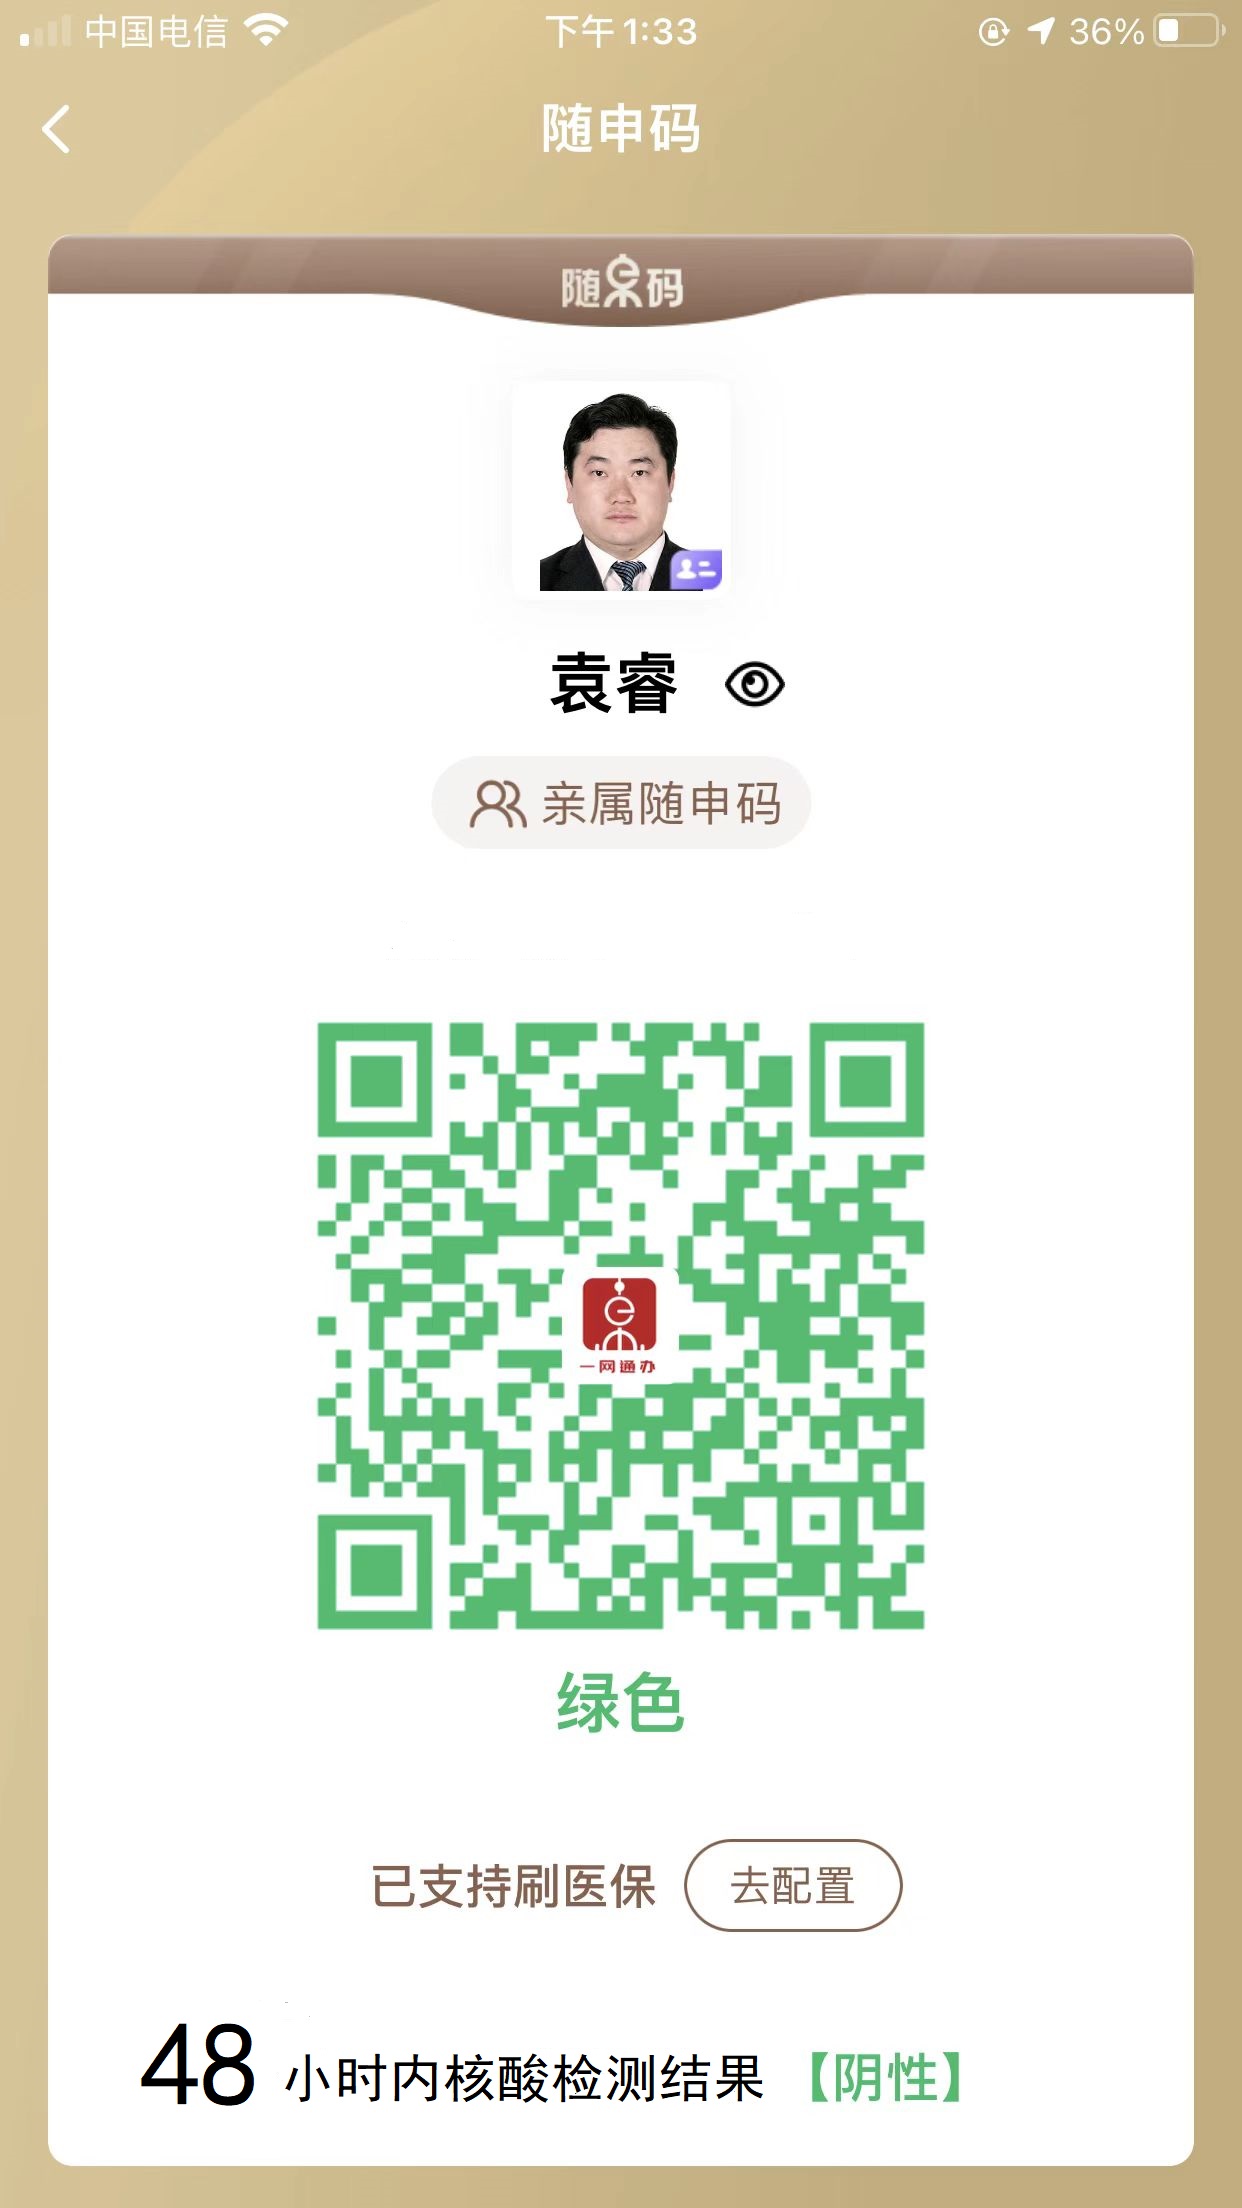 中国电信 下午1:33 36%
随申码
随申码
袁睿
亲属随申码
一网通办
绿色
已支持刷医保 去配置
48 小时内核酸检测结果 【阴性】